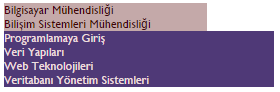 Bilgisayar Mühendisliği
Bilişim Sistemleri Mühendisliği
Programlamaya Giriş
Veri Yapıları
Web Teknolojileri
Veritabanı Yönetim Sistemleri